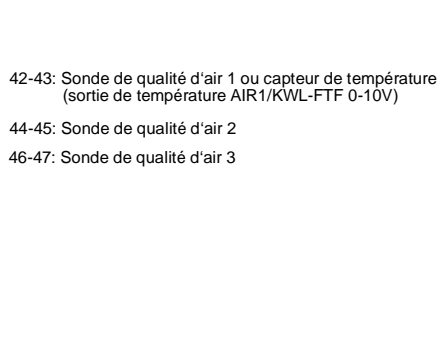 42-43: Sonde de qualité d‘air 1 ou capteur de température
(sortie de température AIR1/KWL-FTF 0-10V)
44-45: Sonde de qualité d‘air 2
46-47: Sonde de qualité d‘air 3